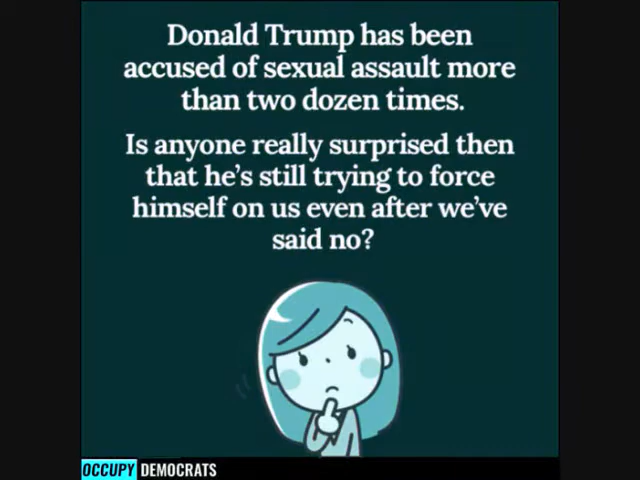 Donald Trump has been
accused of sexual assault more
than two dozen times.
Is anyone really surprised then
that he's still trying to force
himself on us even after we've
said no?
OCCUPY DEMOCRATS